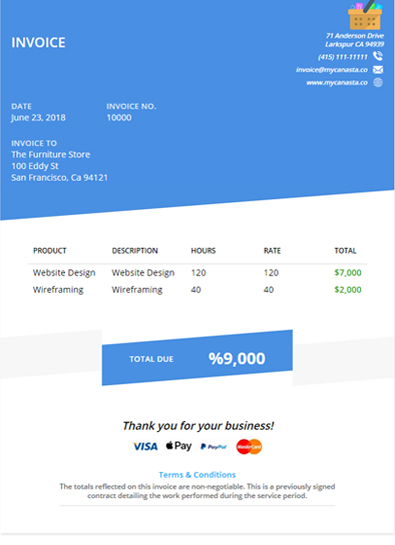 INVOICE
71 Anderson Drive
Larkspur CA 94939
(415) 111-11111
invoice@mycanasta.co
www.mycanasta.co
DATE INVOICE NO.
June 23, 2018 10000
INVOICE TO
The Furniture Store
100 Eddy St
San Francisco, Ca 94121
PRODUCT DESCRIPTION HOURS RATE TOTAL
Website Design Website Design 120 120 $7,000
Wireframing Wireframing 40 40 $2,000
TOTAL DUE %9,000
Thank you for your business!
VISA Pay PayPal MasterCard
Terms & Conditions
The totals reflected on this invoice are non-negotiable. This is a previously signed
contract detailing the work performed during the service period.